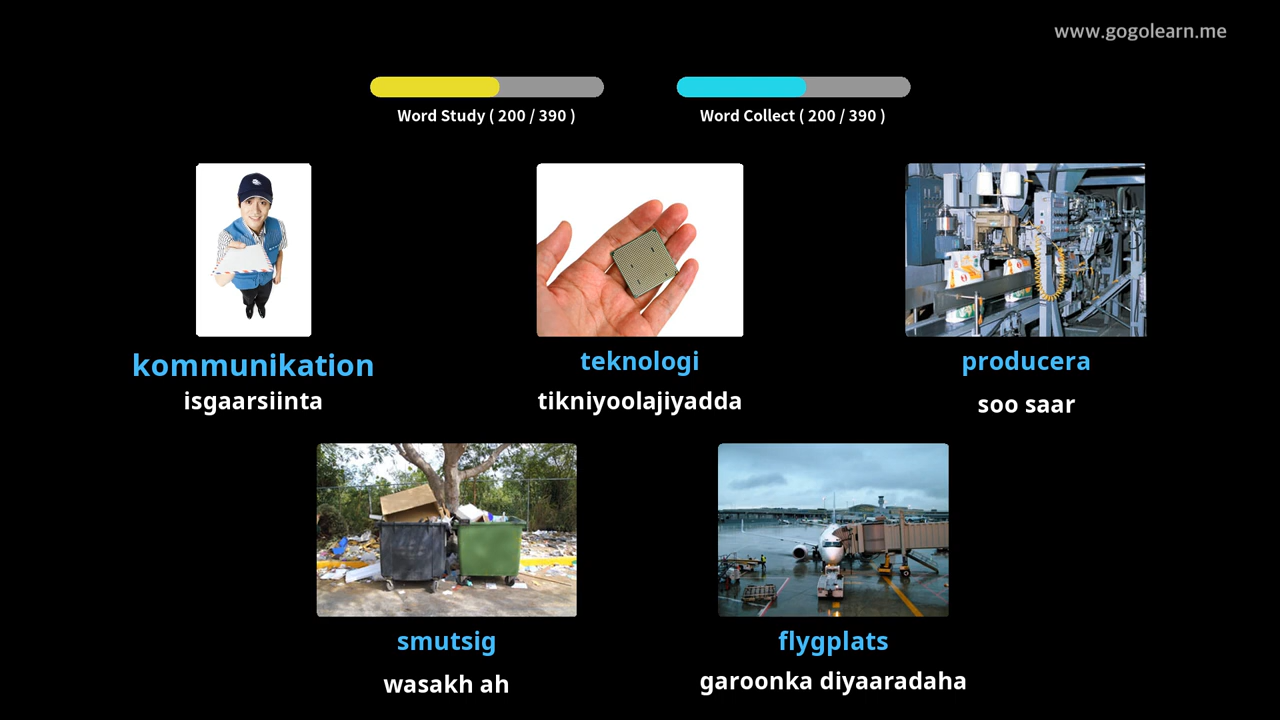 www.gogolearn.me
Word Study ( 200 / 390 )
Word Collect ( 200 / 390 )
kommunikation
isgaarsiinta
teknologi
tikniyoolajiyadda
producera
soo saar
smutsig
wasakh ah
flygplats
garoonka diyaaradaha